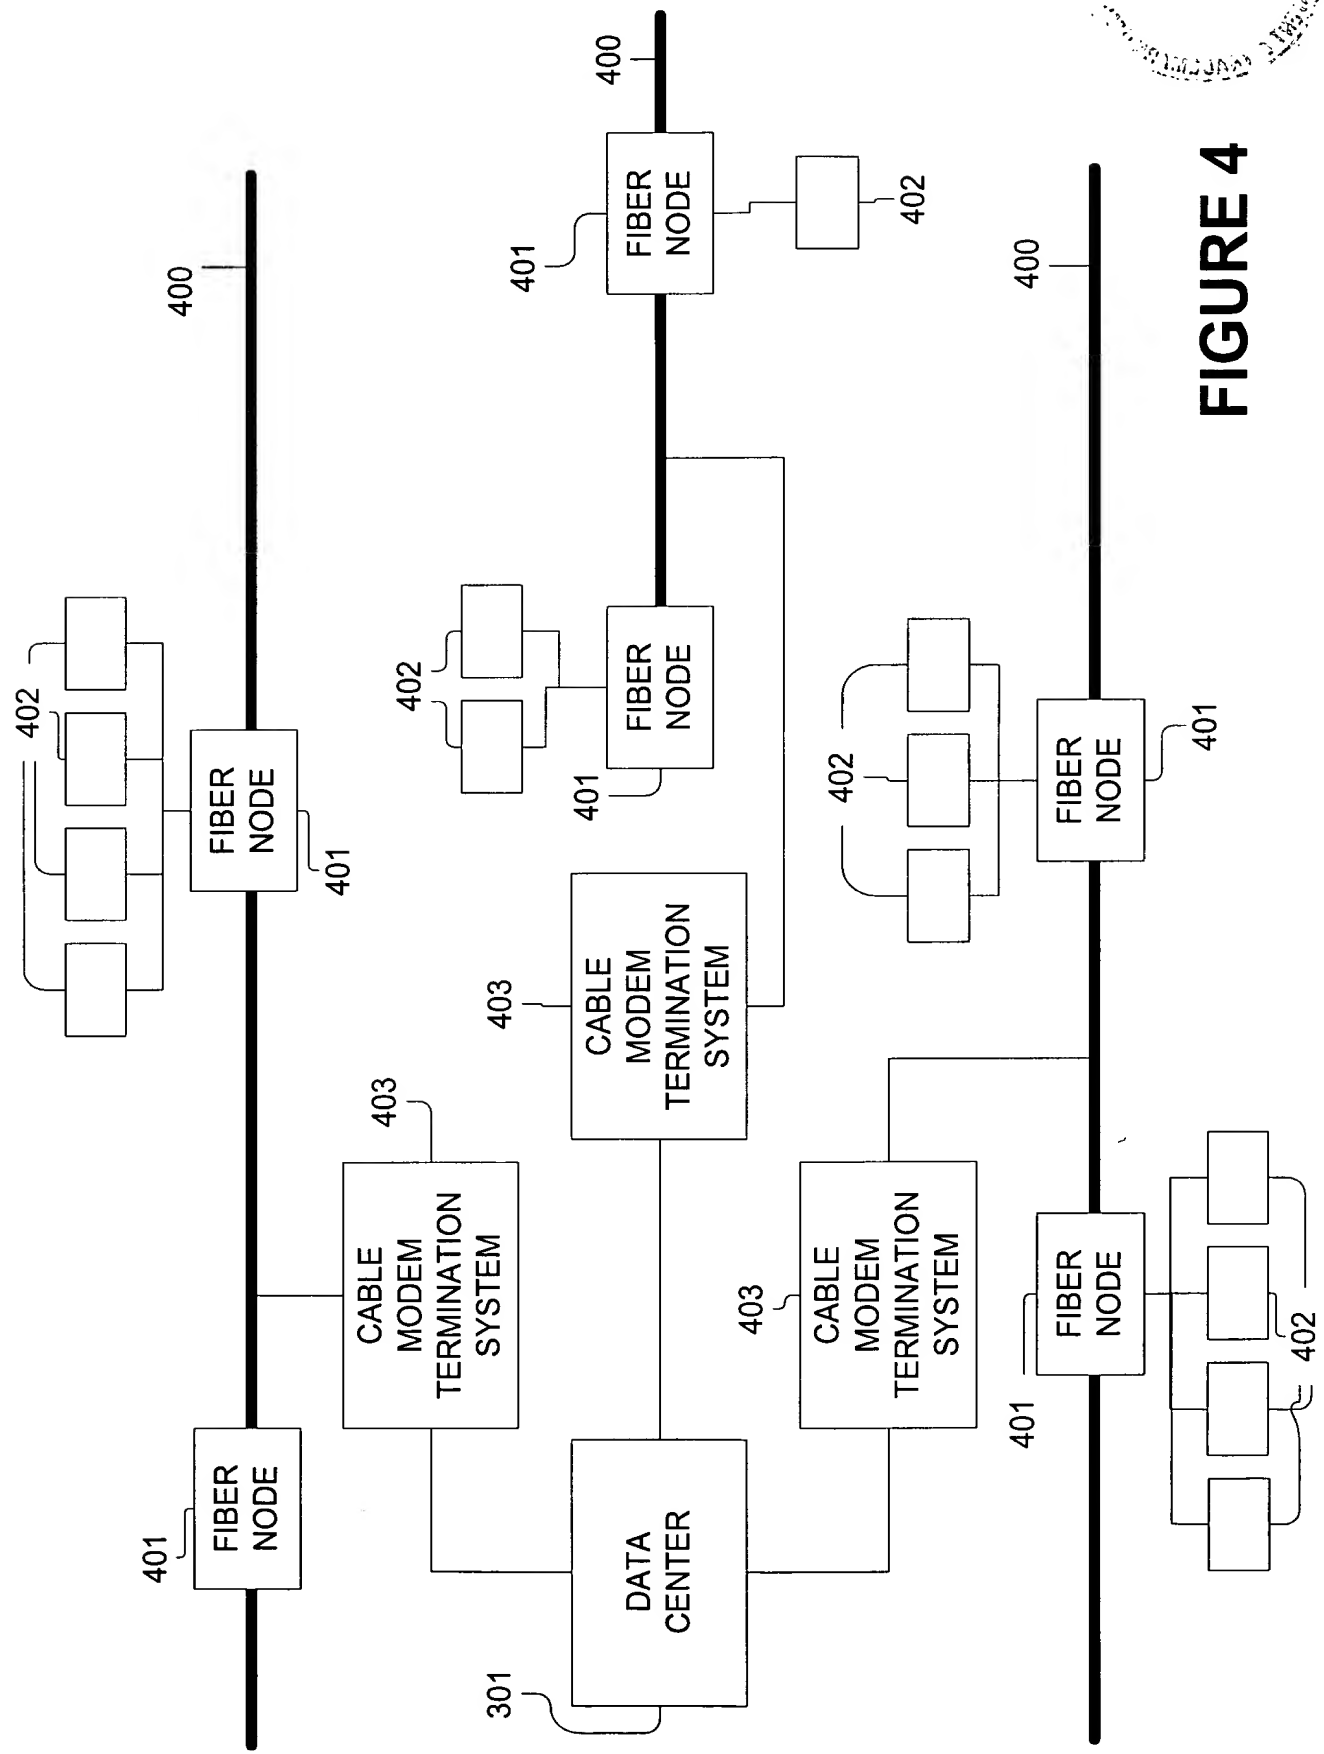 402
401
FIBER
NODE
FIBER
NODE
400
401
403
CABLE
MODEM
TERMINATION
SYSTEM
402
301
403
401
401
400
DATA
CENTER
CABLE
MODEM
TERMINATION
SYSTEM
FIBER
NODE
FIBER
NODE
403
402
402
CABLE
MODEM
TERMINATION
SYSTEM
401
400
FIBER
NODE
FIBER
NODE
401
402
FIGURE 4